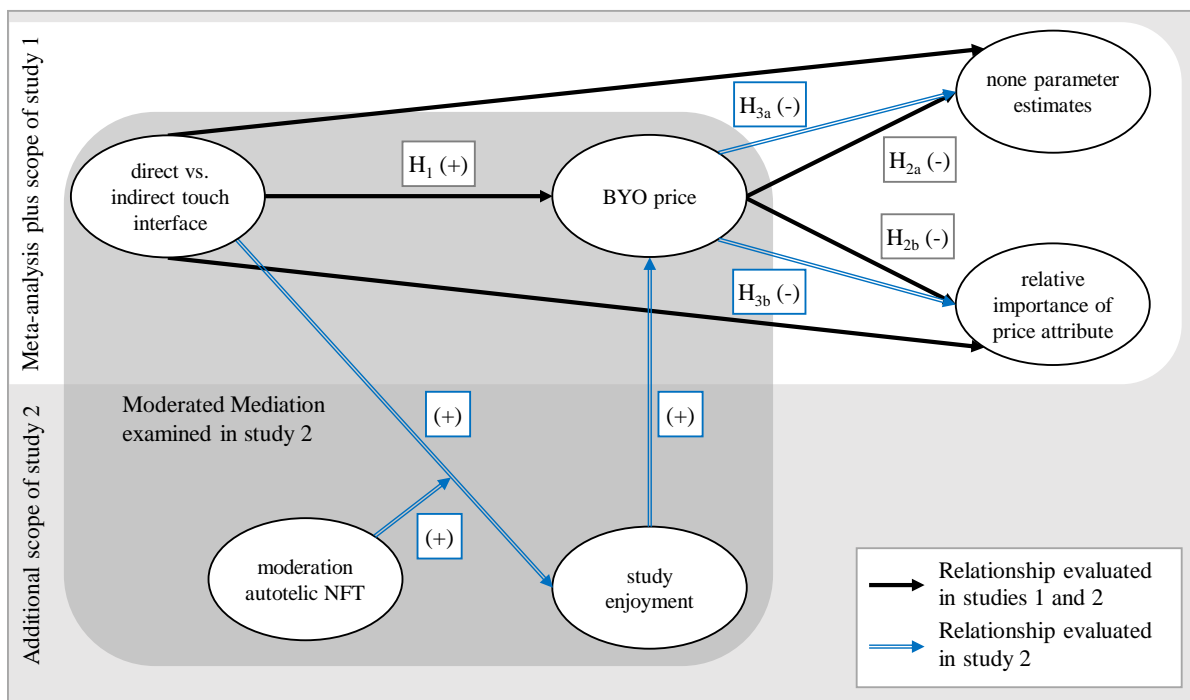 Meta-analysis plus scope of study 1
Additional scope of study 2
direct vs.
indirect touch
interface
H1 (+)
BYO price
H3a (-)
none parameter
estimates
H2a (-)
H2b (-)
H3b (-)
relative
importance of
price attribute
Moderated Mediation
examined in study 2
(+)
(+)
(+)
moderation
autotelic NFT
study
enjoyment
Relationship evaluated
in studies 1 and 2
Relationship evaluated
in study 2